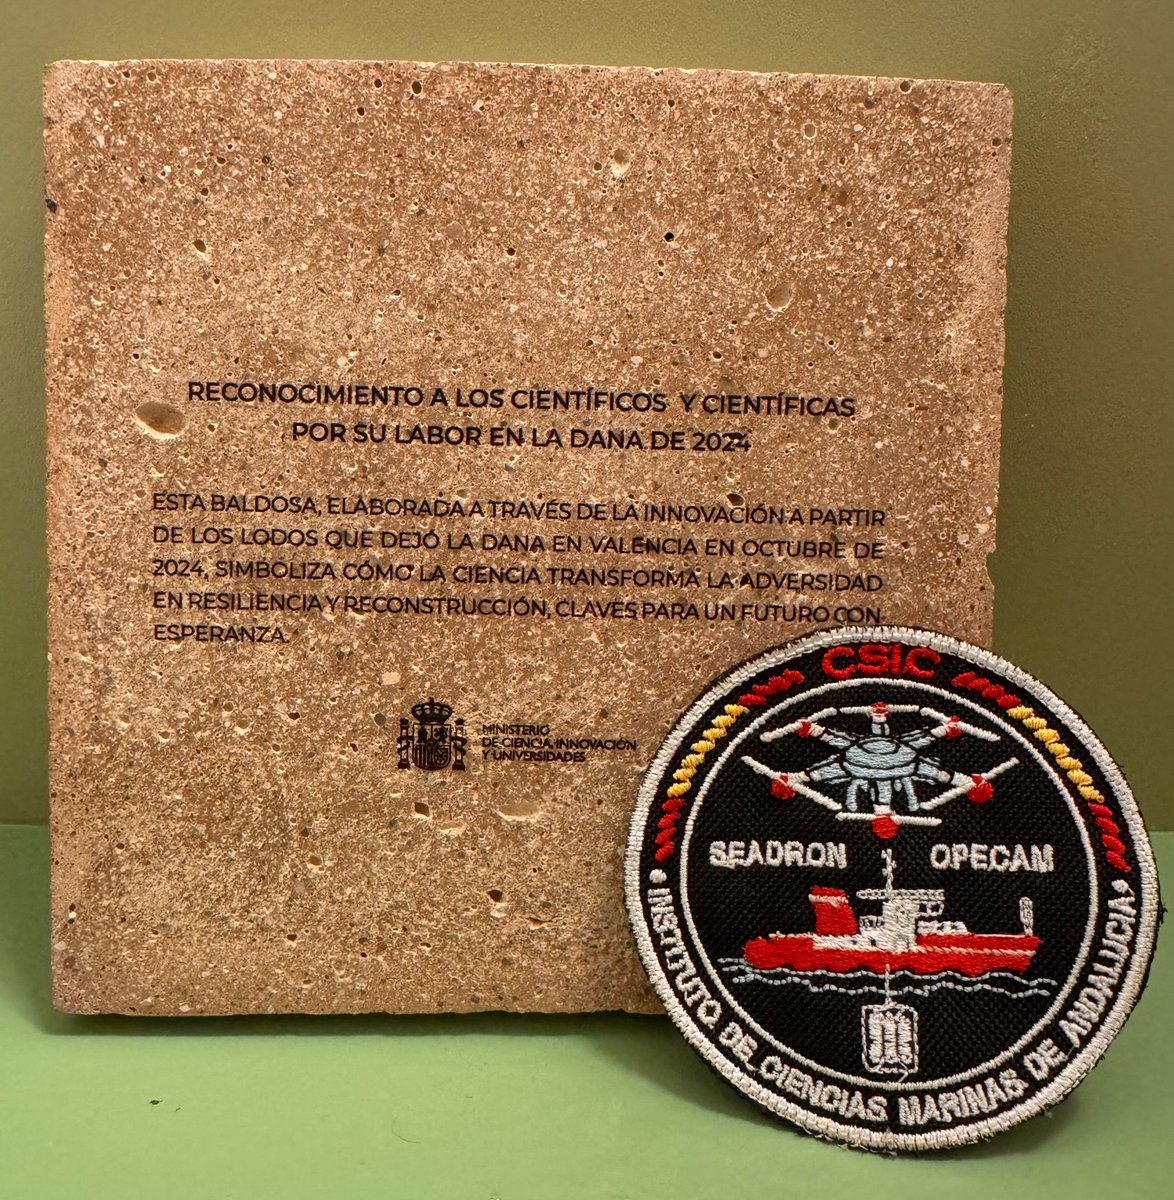 RECONOCIMIENTO A LOS CIENTÍFICOS Y CIENTÍFICAS
POR SU LABOR EN LA DANA DE 2024
ESTA BALDOSA, ELABORADA A TRAVÉS DE LA INNOVACIÓN A PARTIR
DE LOS LODOS QUE DEJÓ LA DANA EN VALENCIA EN OCTUBRE DE
2024, SIMBOLIZA CÓMO LA CIENCIA TRANSFORMA LA ADVERSIDAD
EN RESILIENCIA Y RECONSTRUCCIÓN, CLAVES PARA UN FUTURO CON
ESPERANZA.
MINISTERIO
DE CIENCIA, INNOVACIÓN
Y UNIVERSIDADES
CSIC
SEADRON OPECAM
INSTITUTO DE CIENCIAS MARINAS DE ANDALUCIA